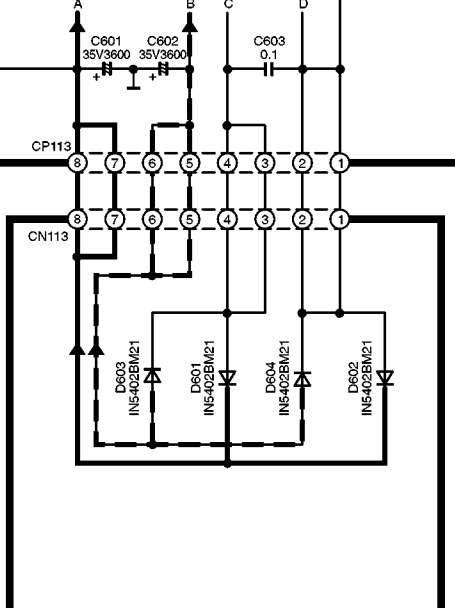 A B C D
C601 C602 C603
35V3600 35V3600 0.1
+ +
CP113
8 7 6 5 4 3 2 1
8 7 6 5 4 3 2 1
CN113
D603
IN5402BM21
D601
IN5402BM21
D604
IN5402BM21
D602
IN5402BM21